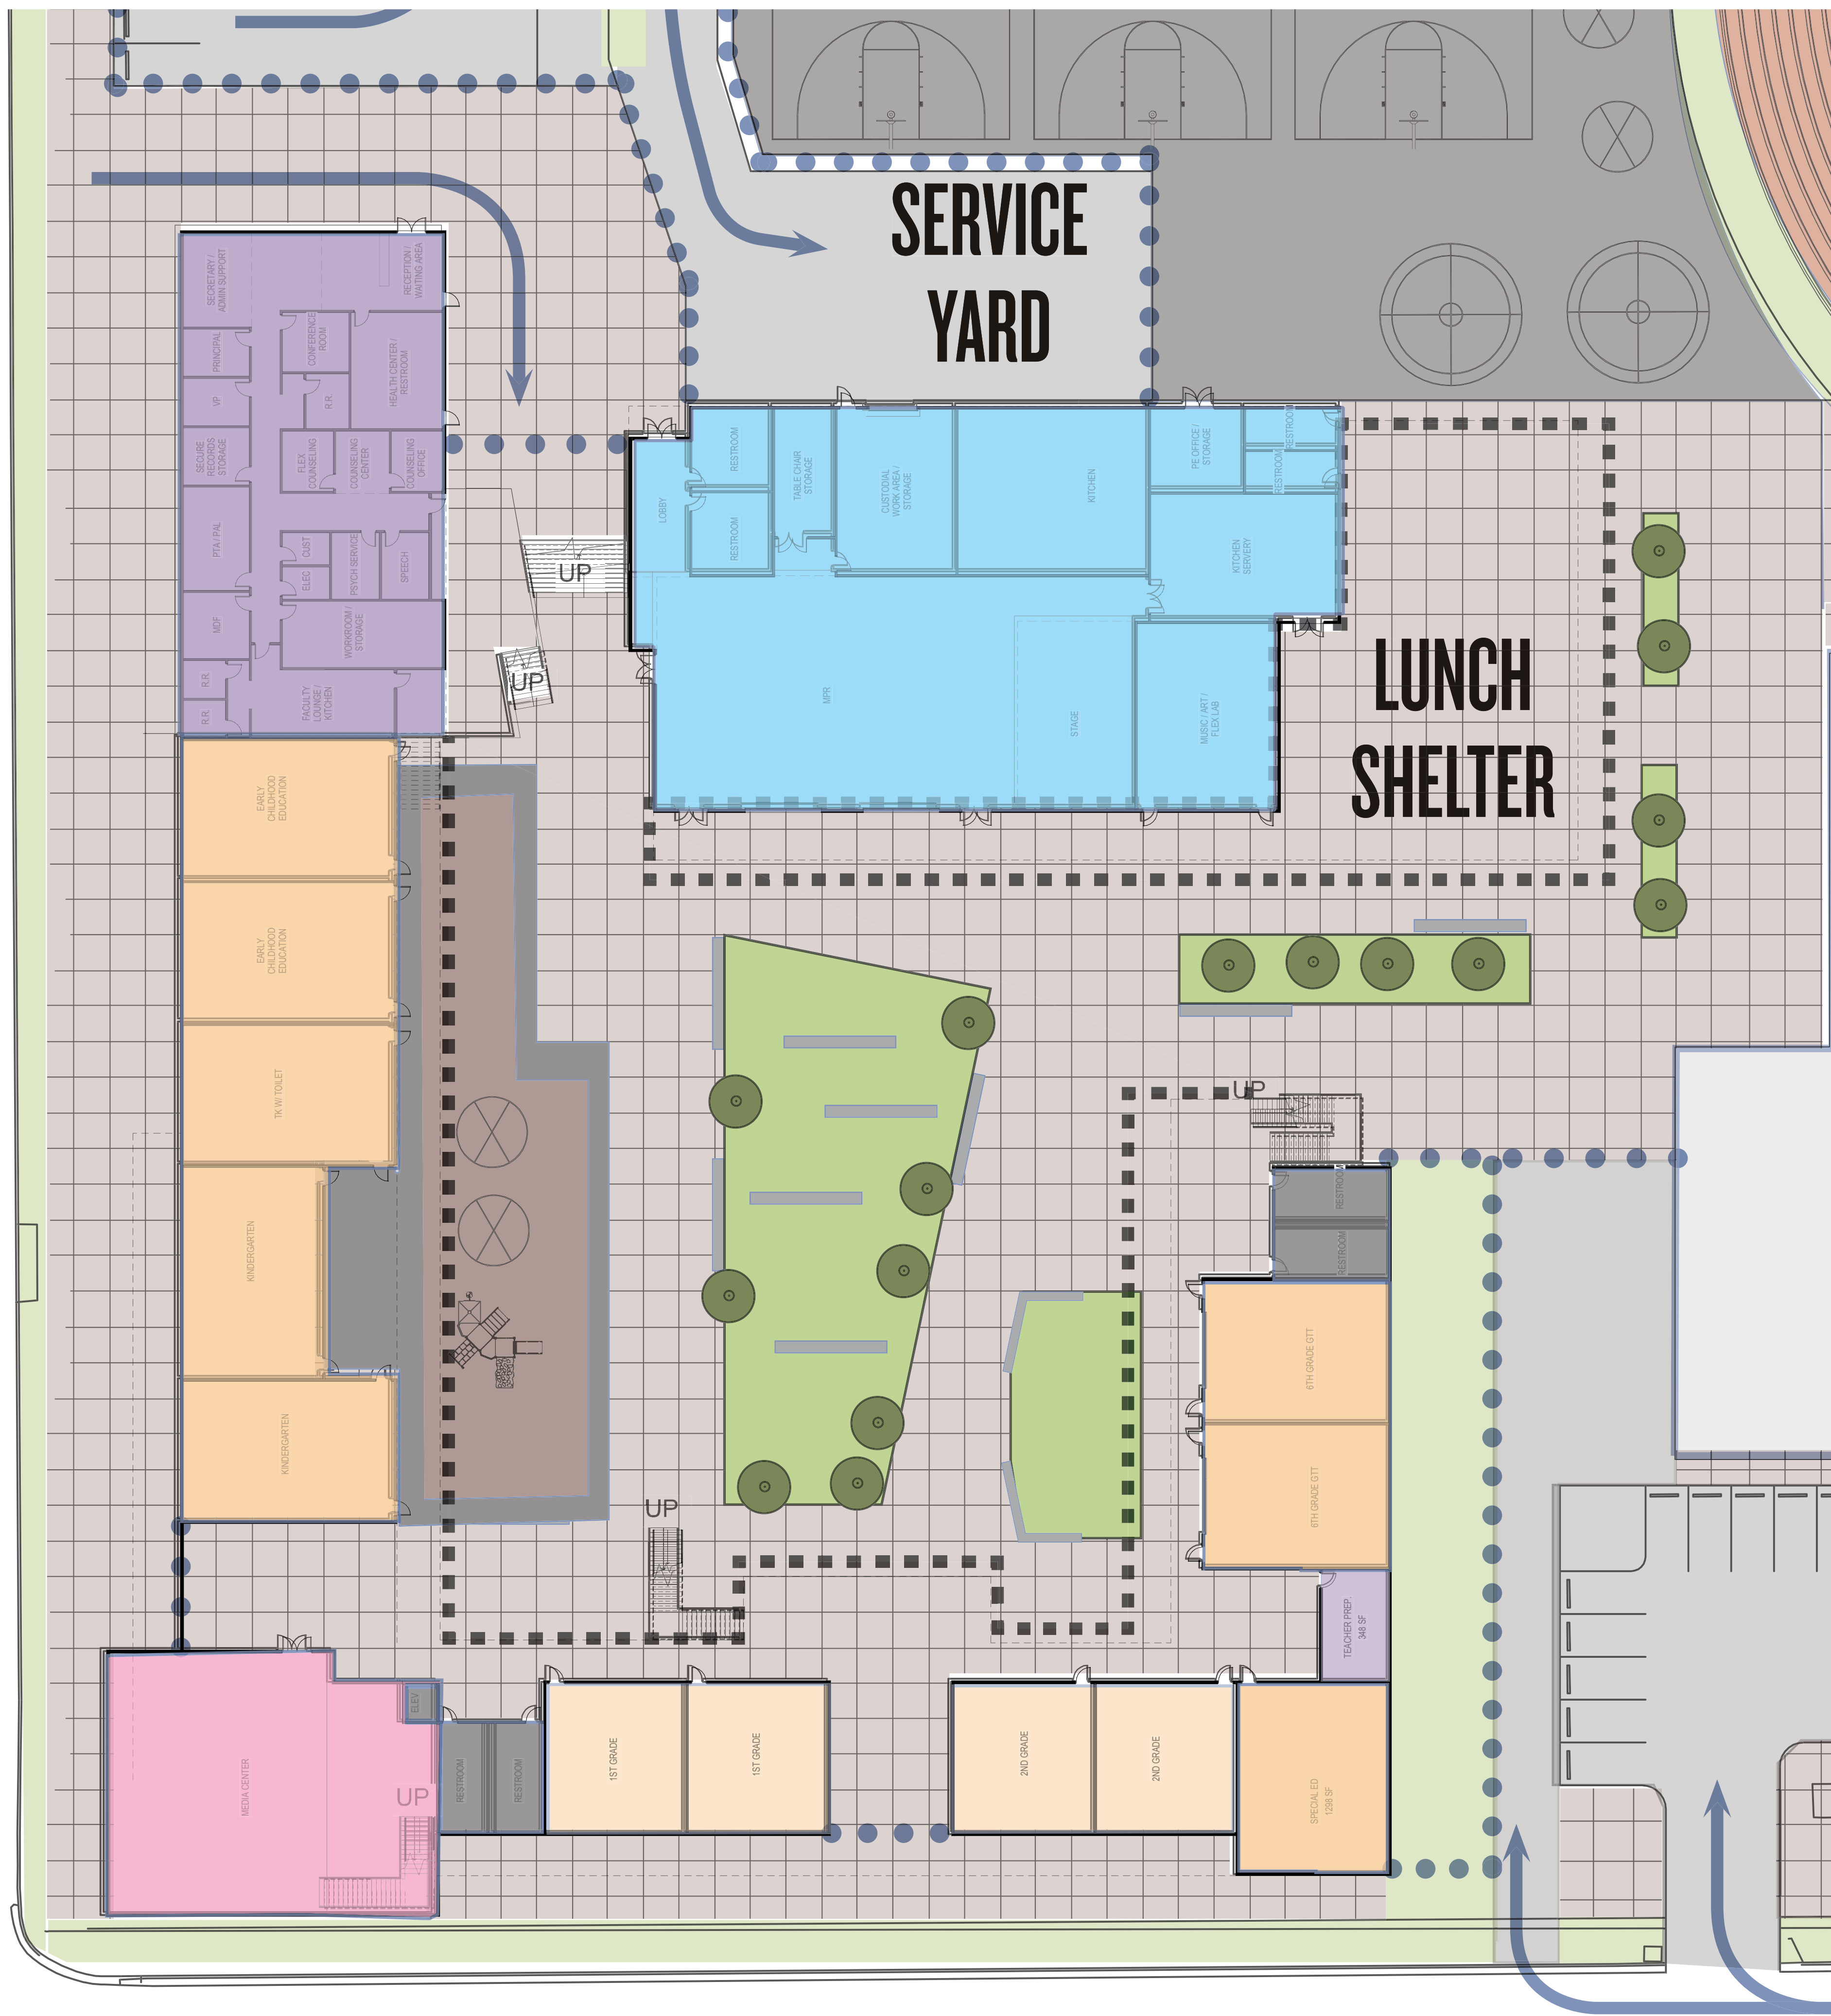 SERVICE
YARD
SECRETARY /
ADMIN SUPPORT
RECEPTION /
WAITING AREA
PRINCIPAL
CONFERENCE
ROOM
HEALTH CENTER /
RESTROOM
VP
R.R.
SECURE
RECORDS
STORAGE
FLEX
COUNSELING
COUNSELING
CENTER
COUNSELING
OFFICE
PTA / PAL
CUST
ELEC
PSYCH SERVICE
SPEECH
MDF
WORKROOM /
STORAGE
R.R.
R.R.
FACULTY
LOUNGE /
KITCHEN
UP
UP
LOBBY
RESTROOM
RESTROOM
TABLE CHAIR
STORAGE
CUSTODIAL
WORK AREA /
STORAGE
KITCHEN
PE OFFICE /
STORAGE
RESTROOM
RESTROOM
KITCHEN
SERVERY
MPR
STAGE
MUSIC / ART /
FLEX LAB
LUNCH
SHELTER
EARLY
CHILDHOOD
EDUCATION
EARLY
CHILDHOOD
EDUCATION
TK W/ TOILET
KINDERGARTEN
KINDERGARTEN
UP
UP
RESTROOM
RESTROOM
6TH GRADE GTT
6TH GRADE GTT
TEACHER PREP.
348 SF
MEDIA CENTER
ELEV
UP
RESTROOM
RESTROOM
1ST GRADE
1ST GRADE
2ND GRADE
2ND GRADE
SPECIAL ED
1298 SF